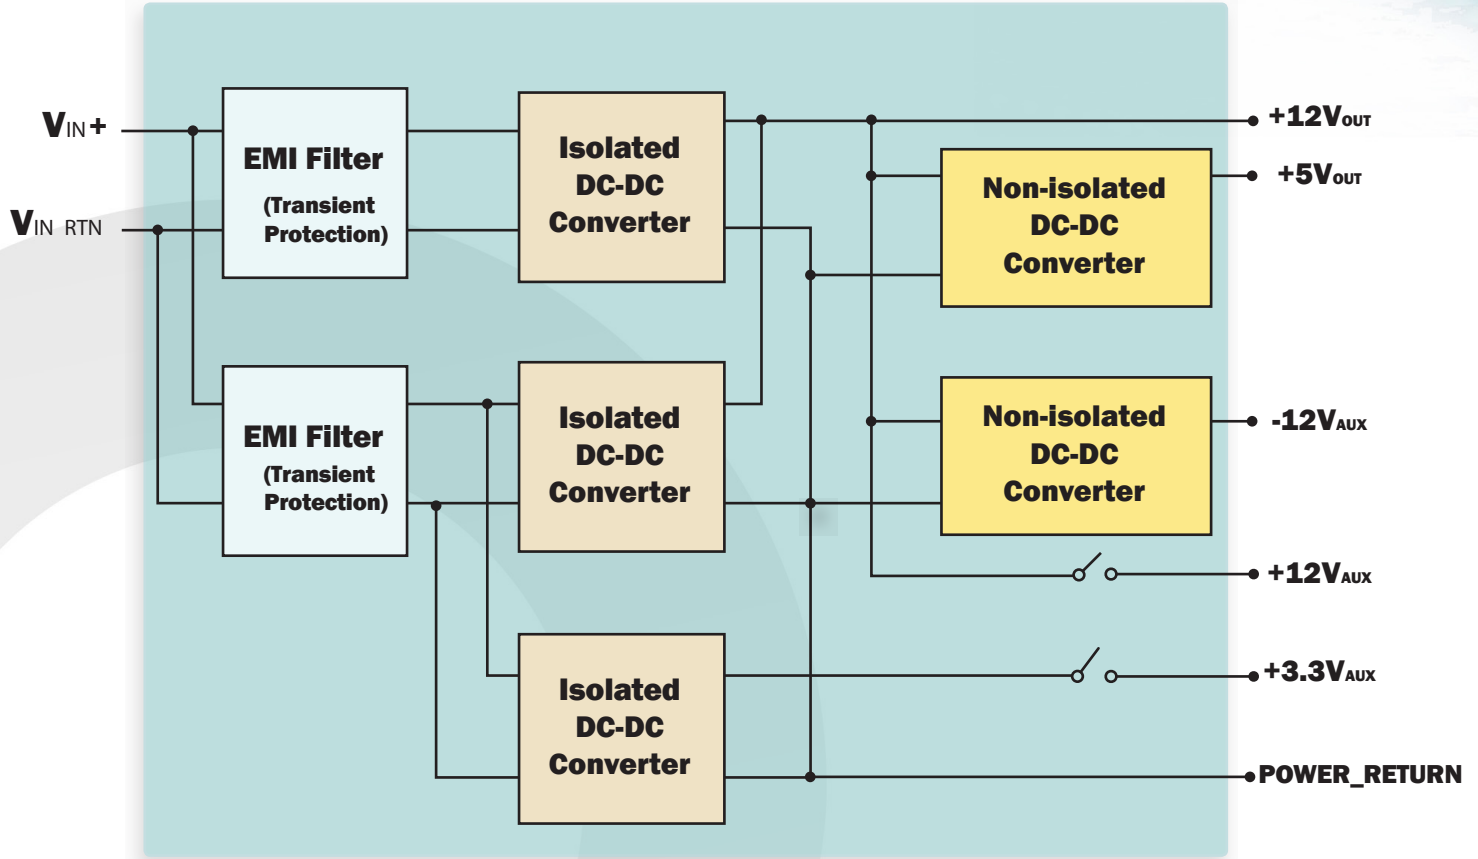 VIN+
VIN RTN
EMI Filter
(Transient
Protection)
Isolated
DC-DC
Converter
+12VOUT
+5VOUT
Non-isolated
DC-DC
Converter
EMI Filter
(Transient
Protection)
Isolated
DC-DC
Converter
Non-isolated
DC-DC
Converter
-12VAUX
+12VAUX
Isolated
DC-DC
Converter
+3.3VAUX
POWER_RETURN